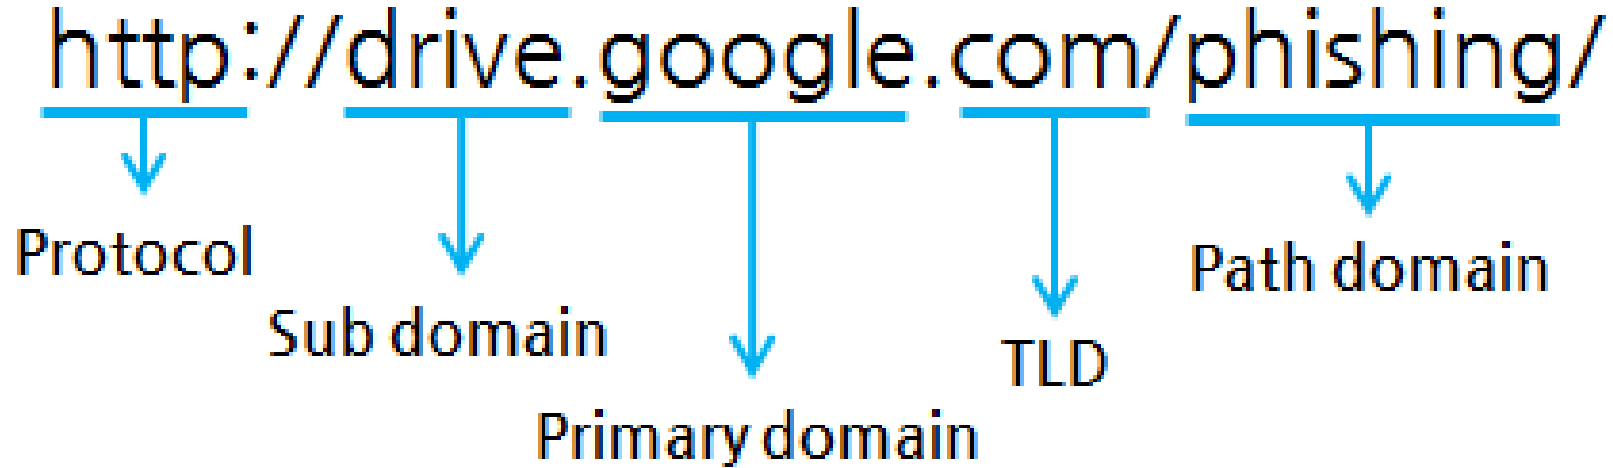 http://drive.google.com/phishing/
Protocol
Path domain
Sub domain
TLD
Primary domain